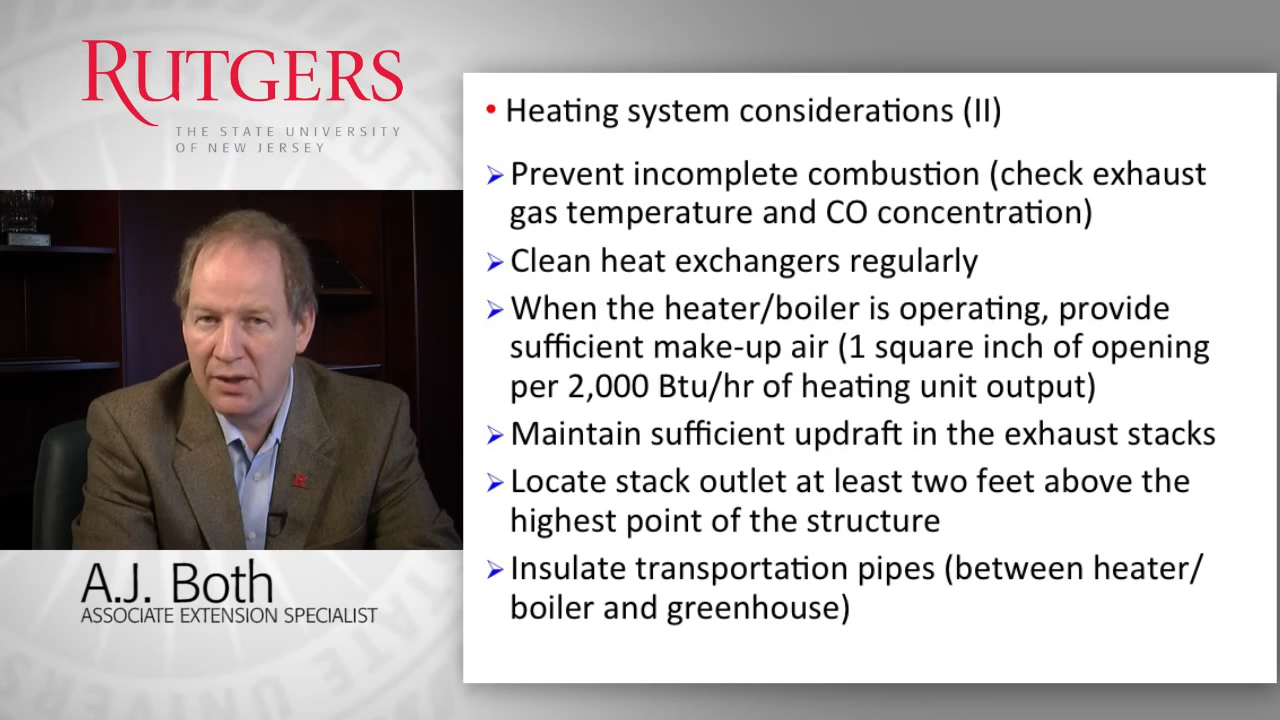 RUTGERS
THE STATE UNIVERSITY
OF NEW JERSEY
• Heating system considerations (II)
➢ Prevent incomplete combustion (check exhaust
gas temperature and CO concentration)
➢ Clean heat exchangers regularly
➢ When the heater/boiler is operating, provide
sufficient make-up air (1 square inch of opening
per 2,000 Btu/hr of heating unit output)
➢ Maintain sufficient updraft in the exhaust stacks
➢ Locate stack outlet at least two feet above the
highest point of the structure
➢ Insulate transportation pipes (between heater/
boiler and greenhouse)
A.J. Both
ASSOCIATE EXTENSION SPECIALIST